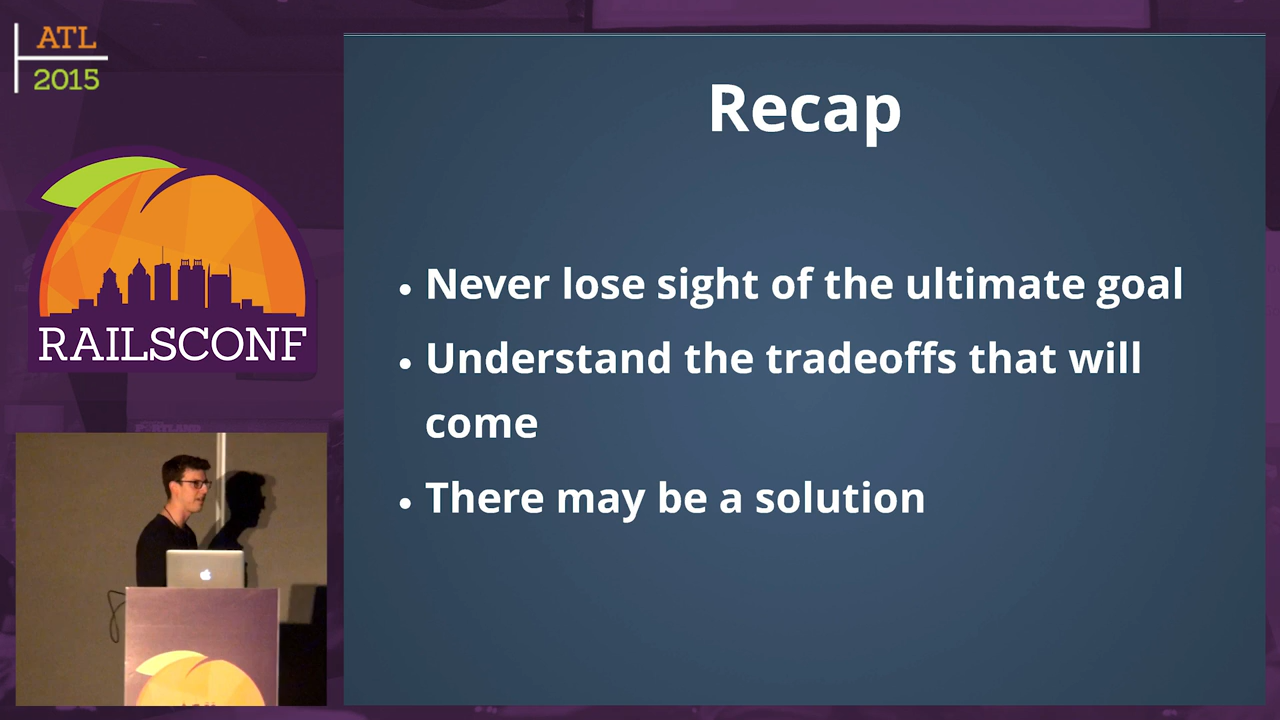 ATL
2015
RAILSCONF
Recap
• Never lose sight of the ultimate goal
• Understand the tradeoffs that will
come
• There may be a solution